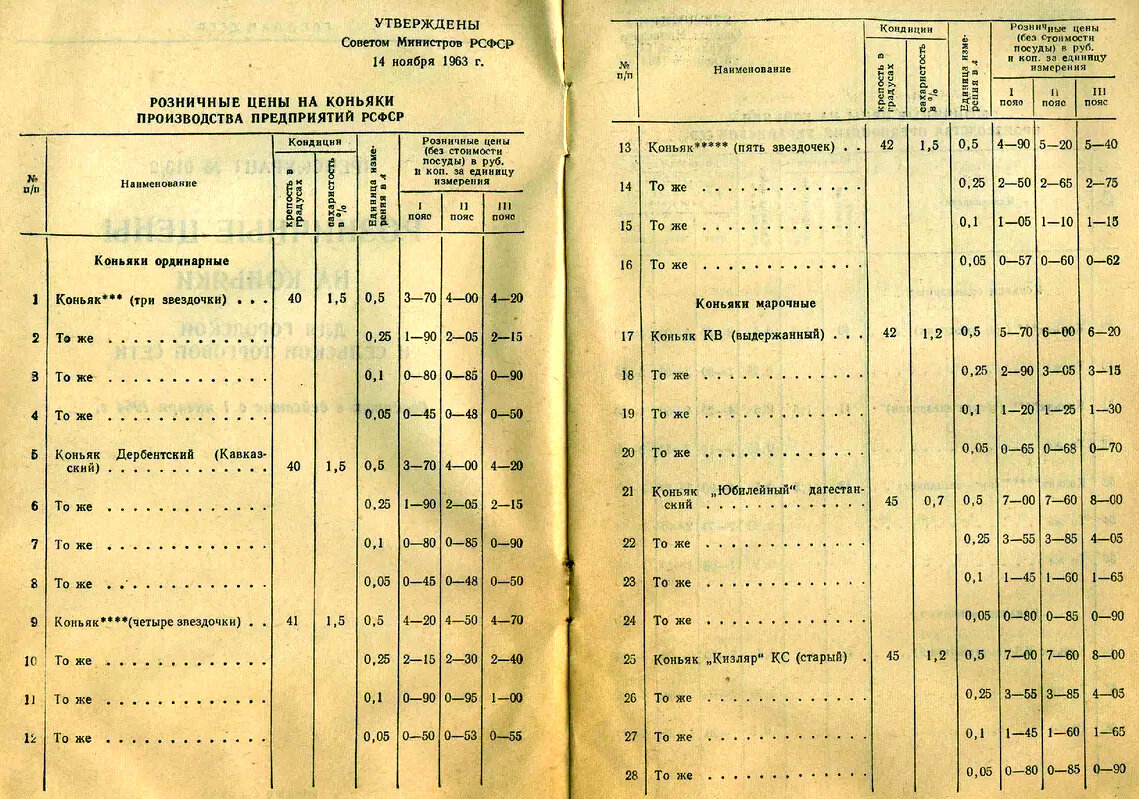 УТВЕРЖДЕНЫ
Советом Министров РСФСР
14 ноября 1963 г.
РОЗНИЧНЫЕ ЦЕНЫ НА КОНЬЯКИ
ПРОИЗВОДСТВА ПРЕДПРИЯТИЙ РСФСР
№ п/п Наименование Кондиции крепость в градусах сахаристость в % Единица измерения в л Розничные цены (без стоимости посуды) в руб. и коп. за единицу измерения I пояс II пояс III пояс
Коньяки ординарные
1 Коньяк*** (три звездочки) . . . 40 1,5 0,5 3—70 4—00 4—20
2 То же . . . . . . . . . . . . 0,25 1—90 2—05 2—15
3 То же . . . . . . . . . . . . 0,1 0—80 0—85 0—90
4 То же . . . . . . . . . . . . 0,05 0—45 0—48 0—50
5 Коньяк Дербентский (Кавказ-
ский) . . . . . . . . . . . . 40 1,5 0,5 3—70 4—00 4—20
6 То же . . . . . . . . . . . . 0,25 1—90 2—05 2—15
7 То же . . . . . . . . . . . . 0,1 0—80 0—85 0—90
8 То же . . . . . . . . . . . . 0,05 0—45 0—48 0—50
9 Коньяк****(четыре звездочки) . . 41 1,5 0,5 4—20 4—50 4—70
10 То же . . . . . . . . . . . . 0,25 2—15 2—30 2—40
11 То же . . . . . . . . . . . . 0,1 0—90 0—95 1—00
12 То же . . . . . . . . . . . . 0,05 0—50 0—53 0—55
№ п/п Наименование Кондиции крепость в градусах сахаристость в % Единица измерения в л Розничные цены (без стоимости посуды) в руб. и коп. за единицу измерения I пояс II пояс III пояс
13 Коньяк***** (пять звездочек) . . 42 1,5 0,5 4—90 5—20 5—40
14 То же . . . . . . . . . . . . 0,25 2—50 2—65 2—75
15 То же . . . . . . . . . . . . 0,1 1—05 1—10 1—15
16 То же . . . . . . . . . . . . 0,05 0—57 0—60 0—62
Коньяки марочные
17 Коньяк КВ (выдержанный) . . . 42 1,2 0,5 5—70 6—00 6—20
18 То же . . . . . . . . . . . . 0,25 2—90 3—05 3—15
19 То же . . . . . . . . . . . . 0,1 1—20 1—25 1—30
20 То же . . . . . . . . . . . . 0,05 0—65 0—68 0—70
21 Коньяк „Юбилейный“ дагестан-
ский . . . . . . . . . . . . 45 0,7 0,5 7—00 7—60 8—00
22 То же . . . . . . . . . . . . 0,25 3—55 3—85 4—05
23 То же . . . . . . . . . . . . 0,1 1—45 1—60 1—65
24 То же . . . . . . . . . . . . 0,05 0—80 0—85 0—90
25 Коньяк „Кизляр“ КС (старый) . 45 1,2 0,5 7—00 7—60 8—00
26 То же . . . . . . . . . . . . 0,25 3—55 3—85 4—05
27 То же . . . . . . . . . . . . 0,1 1—45 1—60 1—65
28 То же . . . . . . . . . . . . 0,05 0—80 0—85 0—90